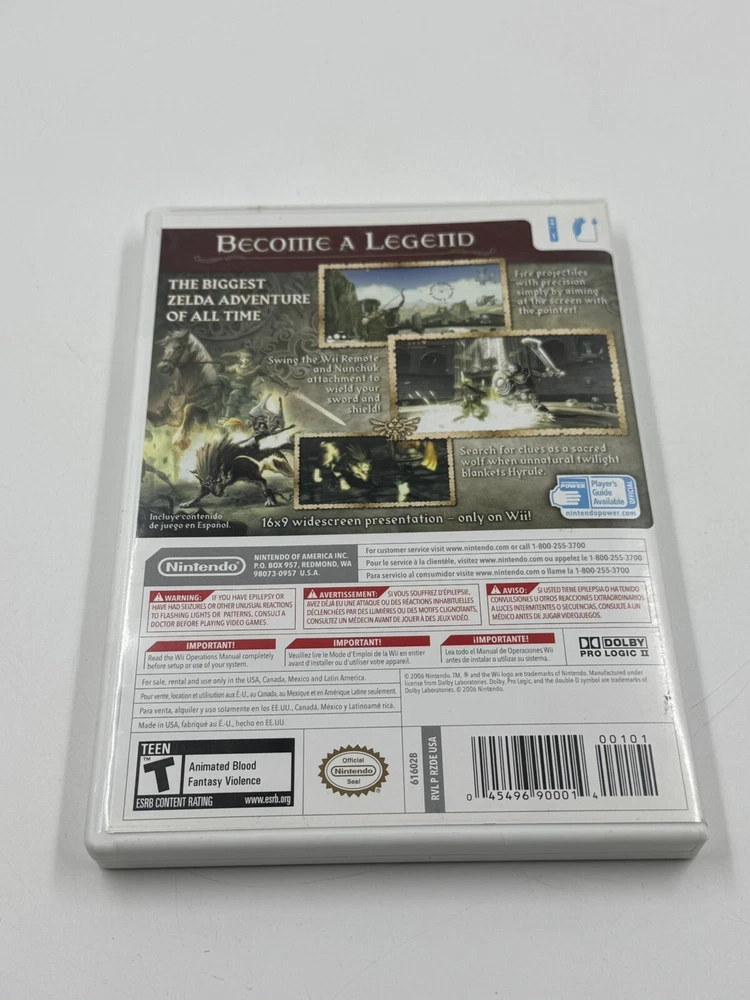 BECOME A LEGEND
THE BIGGEST
ZELDA ADVENTURE
OF ALL TIME
Fire projectiles
with precision
simply by aiming
at the screen with
the pointer!
Swing the Wii Remote
and Nunchuk
attachment to
wield your
sword and
shield!
Search for clues as a sacred
wolf when unnatural twilight
blankets Hyrule.
Incluye contenido
de juego en Español.
16x9 widescreen presentation – only on Wii!
POWER
Player's
Guide
Available
OFFICIAL
nintendopower.com
Nintendo
NINTENDO OF AMERICA INC.
P.O. BOX 957, REDMOND, WA
98073-0957 U.S.A.
For customer service visit www.nintendo.com or call 1-800-255-3700
Pour le service à la clientèle, visitez www.nintendo.com ou appelez le 1-800-255-3700
Para servicio al consumidor visite www.nintendo.com o llame la 1-800-255-3700
WARNING: IF YOU HAVE EPILEPSY OR
HAVE HAD SEIZURES OR OTHER UNUSUAL REACTIONS
TO FLASHING LIGHTS OR PATTERNS, CONSULT A
DOCTOR BEFORE PLAYING VIDEO GAMES.
AVERTISSEMENT: SI VOUS SOUFFREZ D'ÉPILEPSIE,
AVEZ DÉJÀ EU UNE ATTAQUE OU DES RÉACTIONS INHABITUELLES
DÉCLENCHÉES PAR DES LUMIÈRES OU DES MOTIFS CLIGNOTANTS,
CONSULTEZ UN MÉDECIN AVANT DE JOUER À DES JEUX VIDÉO.
AVISO: SI USTED TIENE EPILEPSIA O HA TENIDO
CONVULSIONES U OTROS REACCIONES EXTRAORDINARIOS
A LUCES INTERMITENTES O SECUENCIAS, CONSULTE A UN
MÉDICO ANTES DE JUGAR VIDEOJUEGOS.
IMPORTANT!
Read the Wii Operations Manual completely
before setup or use of your system.
IMPORTANT!
Veuillez lire le Mode d'Emploi de la Wii en entier
avant d'installer ou d'utiliser votre appareil.
¡IMPORTANTE!
Lea todo el Manual de Operaciones Wii
antes de instalar o utilizar su sistema.
DOLBY
PRO LOGIC II
For sale, rental and use only in the USA, Canada, Mexico and Latin America.
Pour vente, location et utilisation aux É.-U., au Canada, au Mexique et en Amérique Latine seulement.
Para venta, alquiler y uso solamente en los EE.UU., Canadá, México y Latinoamérica.
Made in USA, fabriqué au É.-U., hecho en EE.UU.
© 2006 Nintendo. TM, ® and the Wii logo are trademarks of Nintendo. Manufactured under
license from Dolby Laboratories. Dolby, Pro Logic, and the double-D symbol are trademarks of
Dolby Laboratories. © 2006 Nintendo.
TEEN
T
Animated Blood
Fantasy Violence
ESRB CONTENT RATING
www.esrb.org
Official
Nintendo
Seal
61602B
RVL P RZDE USA
00101
0 45496 90001 4